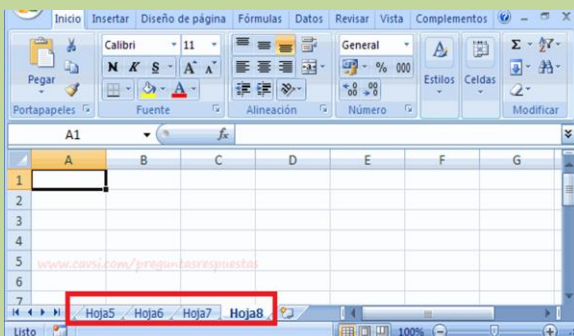 Inicio Insertar Diseño de página Fórmulas Datos Revisar Vista Complementos
Calibri 11 General
N K S A A % 000
Pegar Estilos Celdas
Portapapeles Fuente Alineación Número Modificar
A1 fx
A B C D E F G
1
2
3
4
5 www.cavsi.com/preguntasrespuestas
6
7
Hoja5 Hoja6 Hoja7 Hoja8
Listo 100%